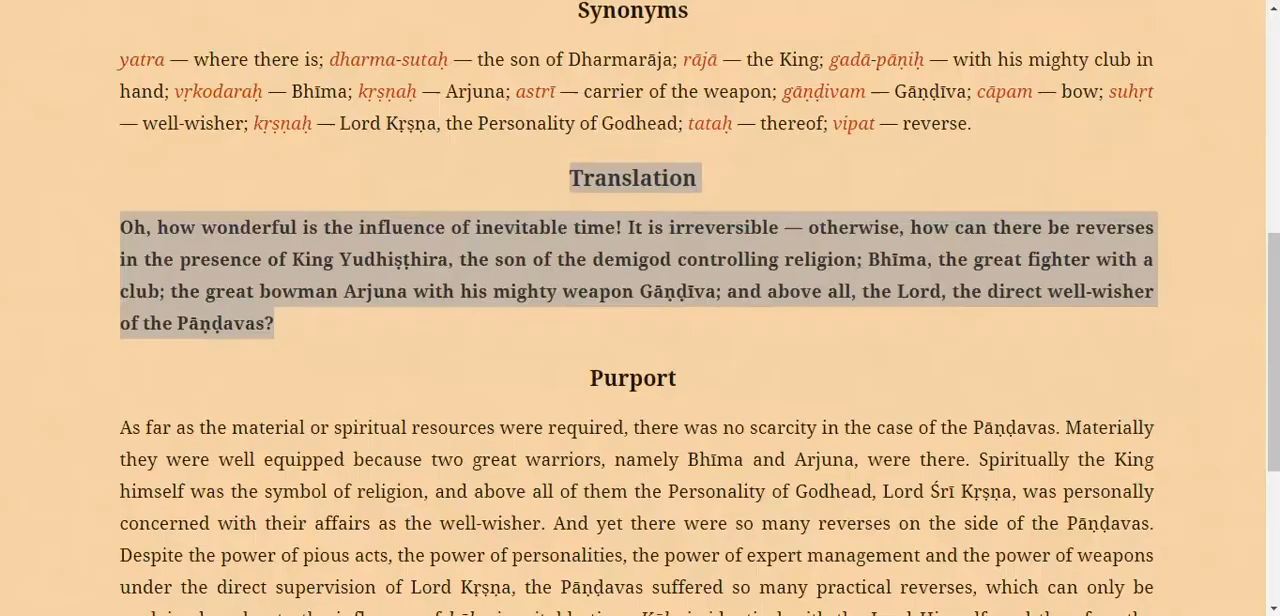 Synonyms
yatra — where there is; dharma-sutaḥ — the son of Dharmarāja; rājā — the King; gadā-pāṇiḥ — with his mighty club in
hand; vṛkodaraḥ — Bhīma; kṛṣṇaḥ — Arjuna; astrī — carrier of the weapon; gāṇḍivam — Gāṇḍīva; cāpam — bow; suhṛt
— well-wisher; kṛṣṇaḥ — Lord Kṛṣṇa, the Personality of Godhead; tataḥ — thereof; vipat — reverse.
Translation
Oh, how wonderful is the influence of inevitable time! It is irreversible — otherwise, how can there be reverses
in the presence of King Yudhiṣṭhira, the son of the demigod controlling religion; Bhīma, the great fighter with a
club; the great bowman Arjuna with his mighty weapon Gāṇḍīva; and above all, the Lord, the direct well-wisher
of the Pāṇḍavas?
Purport
As far as the material or spiritual resources were required, there was no scarcity in the case of the Pāṇḍavas. Materially
they were well equipped because two great warriors, namely Bhīma and Arjuna, were there. Spiritually the King
himself was the symbol of religion, and above all of them the Personality of Godhead, Lord Śrī Kṛṣṇa, was personally
concerned with their affairs as the well-wisher. And yet there were so many reverses on the side of the Pāṇḍavas.
Despite the power of pious acts, the power of personalities, the power of expert management and the power of weapons
under the direct supervision of Lord Kṛṣṇa, the Pāṇḍavas suffered so many practical reverses, which can only be